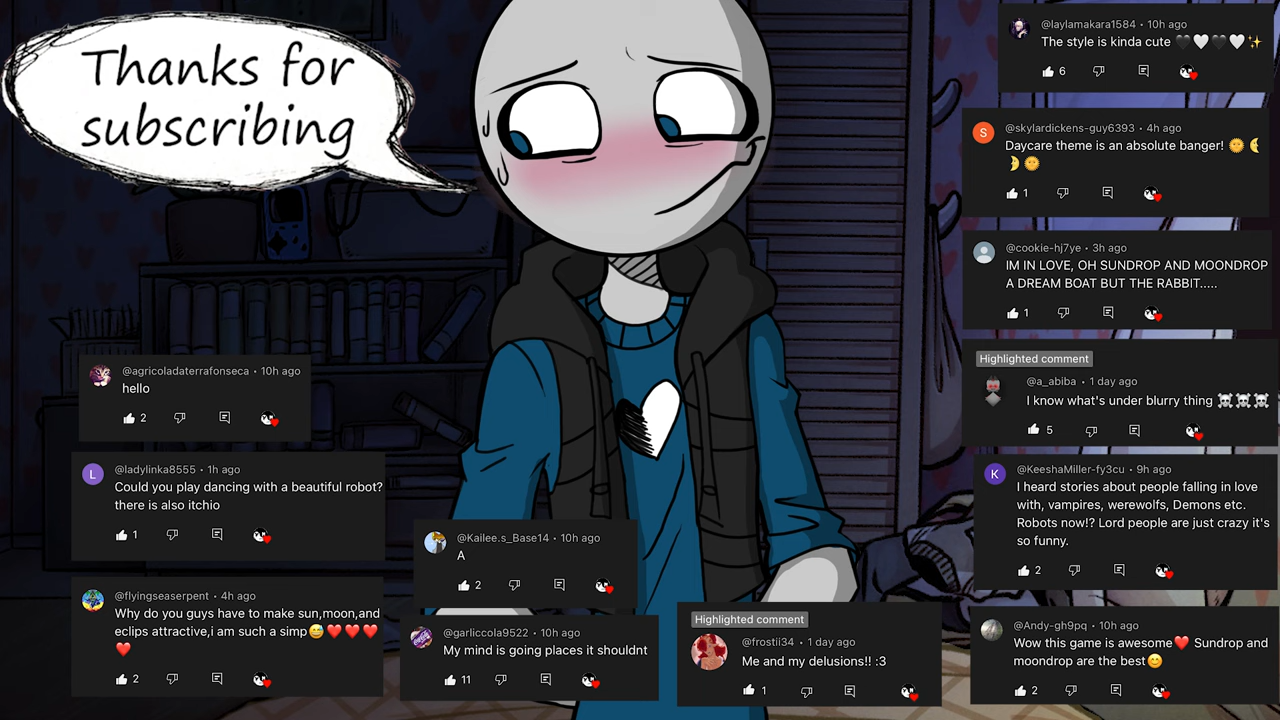 Thanks for
subscribing
@agricoladaterrafonseca • 10h ago
hello
2
L
@ladylinka8555 • 1h ago
Could you play dancing with a beautiful robot?
there is also itchio
1
@flyingseaserpent • 4h ago
Why do you guys have to make sun,moon,and
eclips attractive,i am such a simp😅❤️❤️❤️
❤️
2
@Kailee.s_Base14 • 10h ago
A
2
@garliccola9522 • 10h ago
My mind is going places it shouldnt
11
Highlighted comment
@frostii34 • 1 day ago
Me and my delusions!! :3
1
@laylamakara1584 • 10h ago
The style is kinda cute 🖤🤍🖤🤍✨
6
S
@skylardickens-guy6393 • 4h ago
Daycare theme is an absolute banger! 🌞🌜
🌛🌞
1
@cookie-hj7ye • 3h ago
IM IN LOVE, OH SUNDROP AND MOONDROP
A DREAM BOAT BUT THE RABBIT.....
1
Highlighted comment
@a_abiba • 1 day ago
I know what's under blurry thing ☠️☠️☠️
5
K
@KeeshaMiller-fy3cu • 9h ago
I heard stories about people falling in love
with, vampires, werewolfs, Demons etc.
Robots now!? Lord people are just crazy it's
so funny.
2
@Andy-gh9pq • 10h ago
Wow this game is awesome❤️ Sundrop and
moondrop are the best😊
2